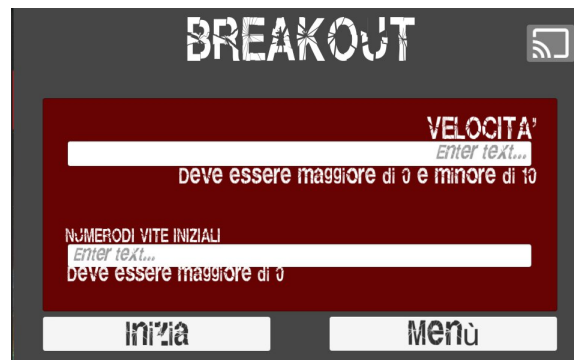 BREAKOUT
VELOCITA'
Enter text...
Deve essere maggiore di 0 e minore di 10
NUMERODI VITE INIZIALI
Enter text...
Deve essere maggiore di 0
Inizia
Menù